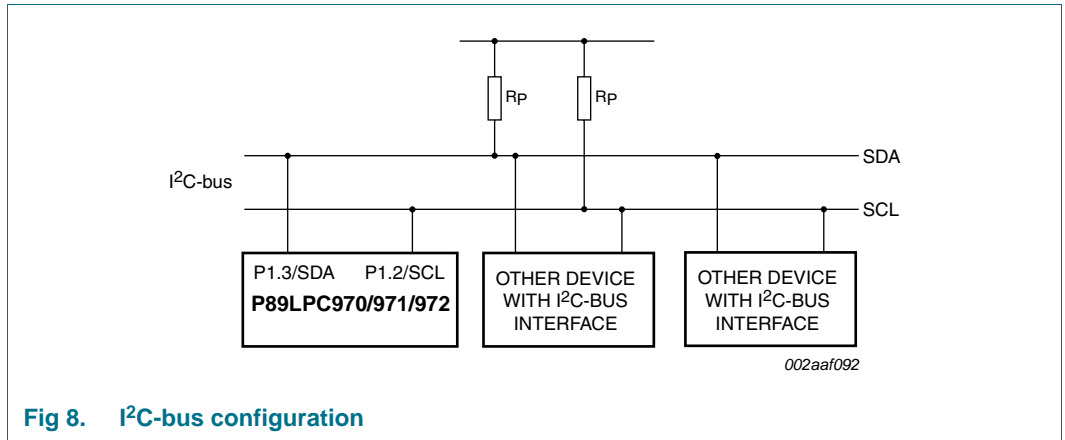 RP RP
SDA
I2C-bus
SCL
P1.3/SDA P1.2/SCL
P89LPC970/971/972
OTHER DEVICE
WITH I2C-BUS
INTERFACE
OTHER DEVICE
WITH I2C-BUS
INTERFACE
002aaf092
Fig 8. I2C-bus configuration